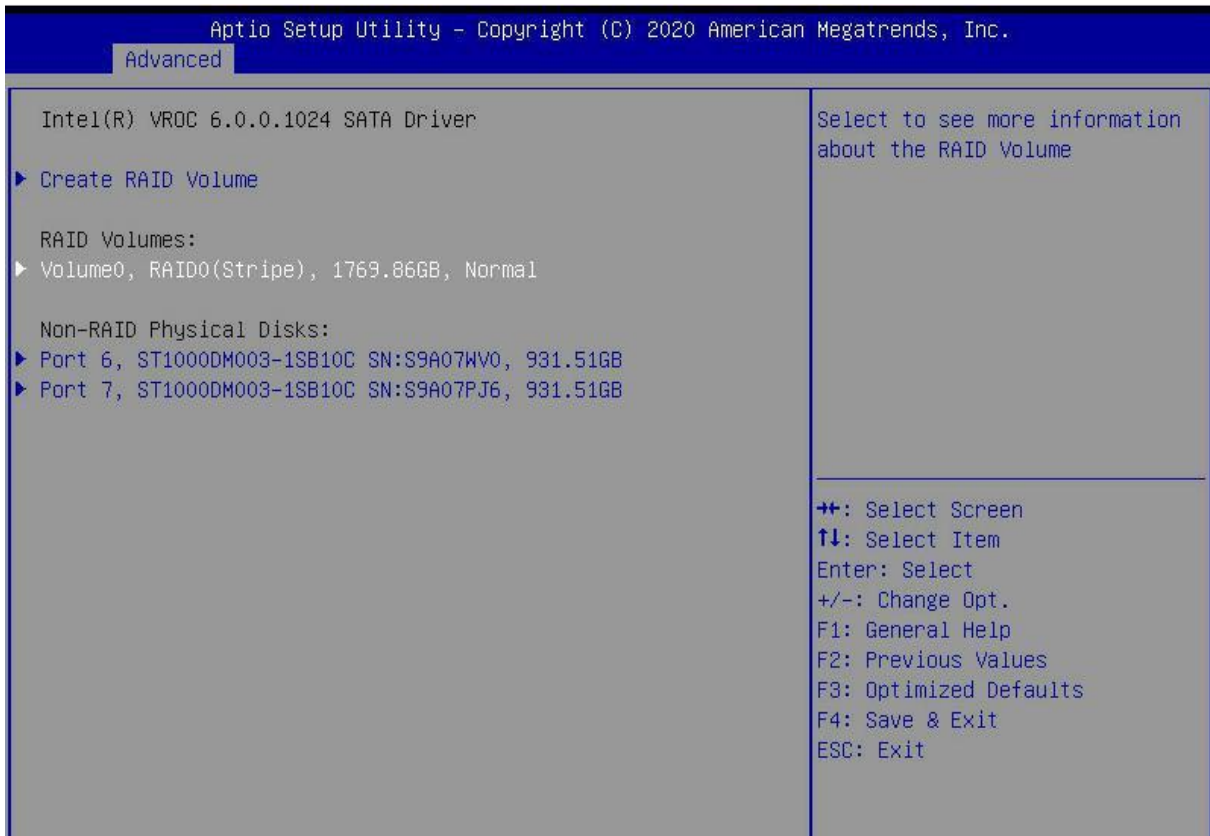 Aptio Setup Utility – Copyright (C) 2020 American Megatrends, Inc.
Advanced
Intel(R) VROC 6.0.0.1024 SATA Driver
▶ Create RAID Volume
RAID Volumes:
▶ Volume0, RAID0(Stripe), 1769.86GB, Normal
Non-RAID Physical Disks:
▶ Port 6, ST1000DM003-1SB10C SN:S9A07WV0, 931.51GB
▶ Port 7, ST1000DM003-1SB10C SN:S9A07PJ6, 931.51GB
Select to see more information
about the RAID Volume
→←: Select Screen
↑↓: Select Item
Enter: Select
+/-: Change Opt.
F1: General Help
F2: Previous Values
F3: Optimized Defaults
F4: Save & Exit
ESC: Exit